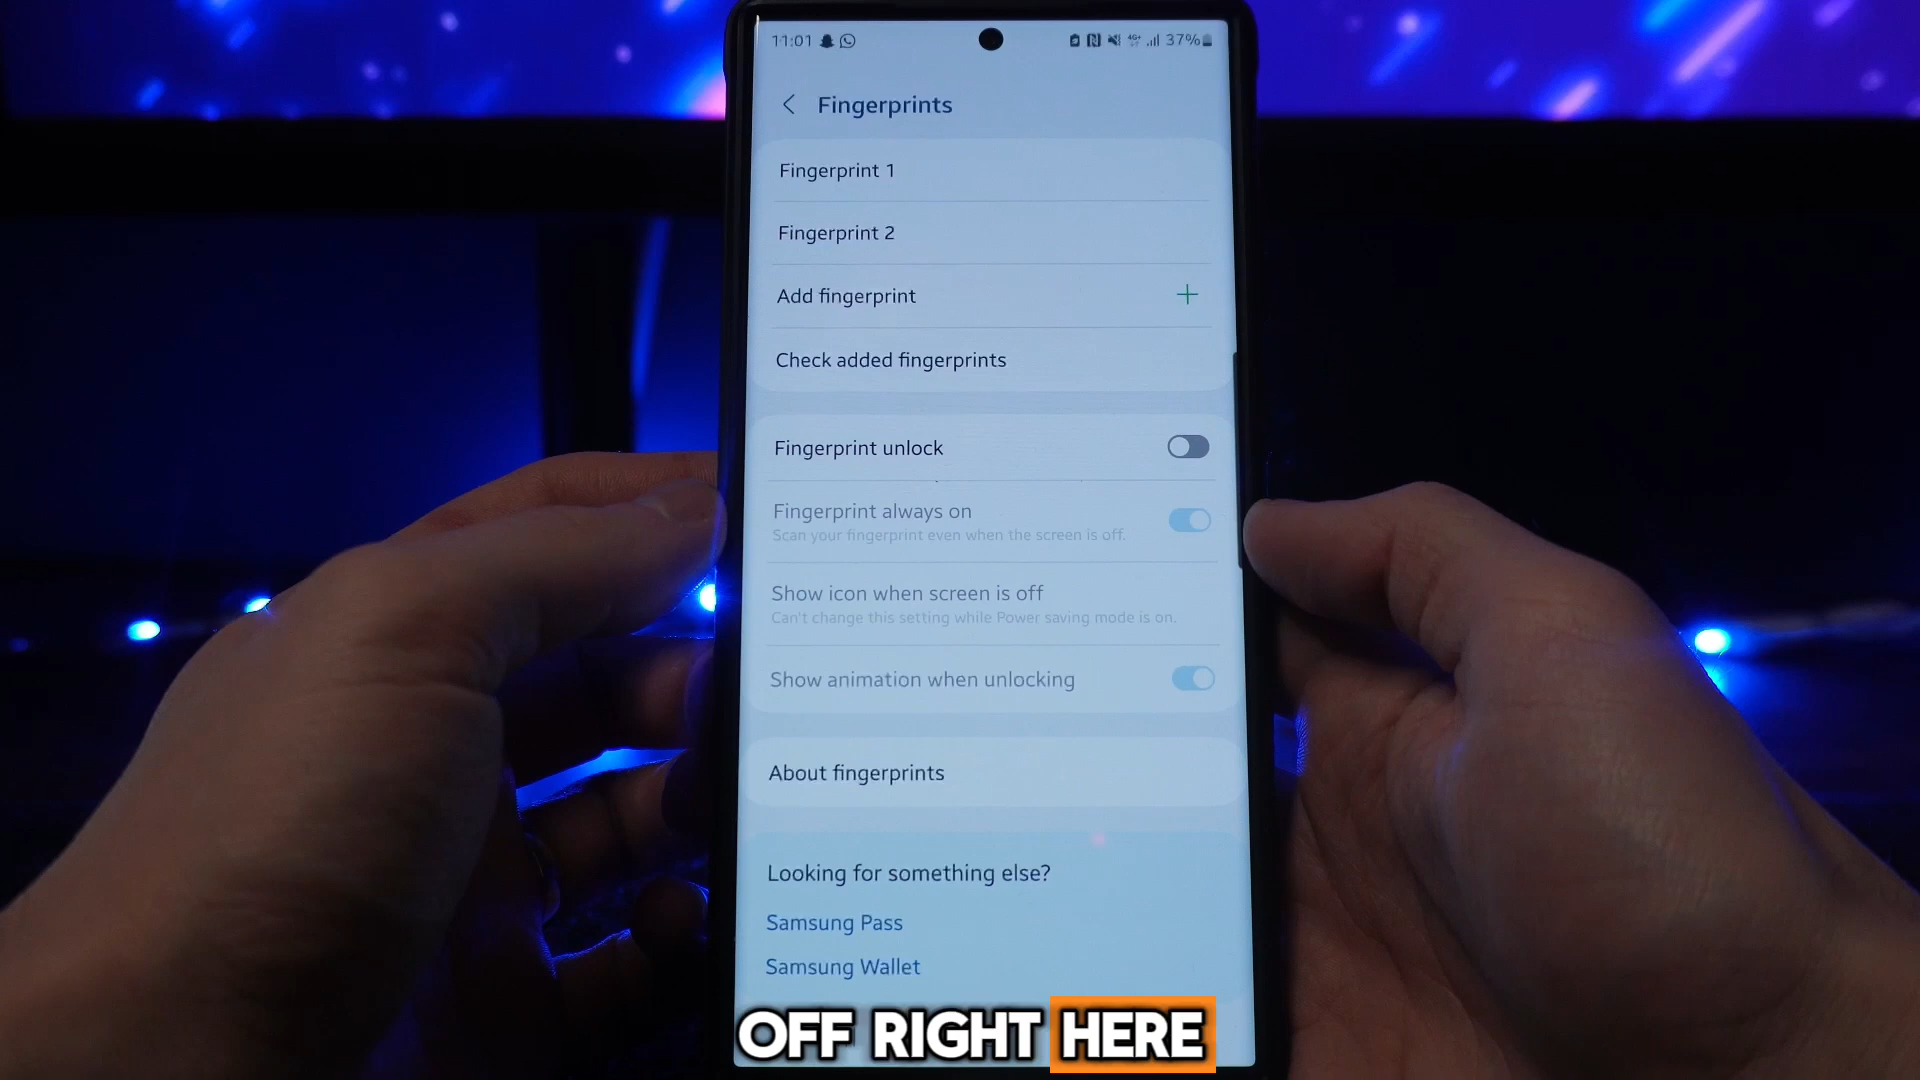 11:01 37%
Fingerprints
Fingerprint 1
Fingerprint 2
Add fingerprint
Check added fingerprints
Fingerprint unlock
Fingerprint always on
Scan your fingerprint even when the screen is off.
Show icon when screen is off
Can't change this setting while Power saving mode is on.
Show animation when unlocking
About fingerprints
Looking for something else?
Samsung Pass
Samsung Wallet
OFF RIGHT HERE